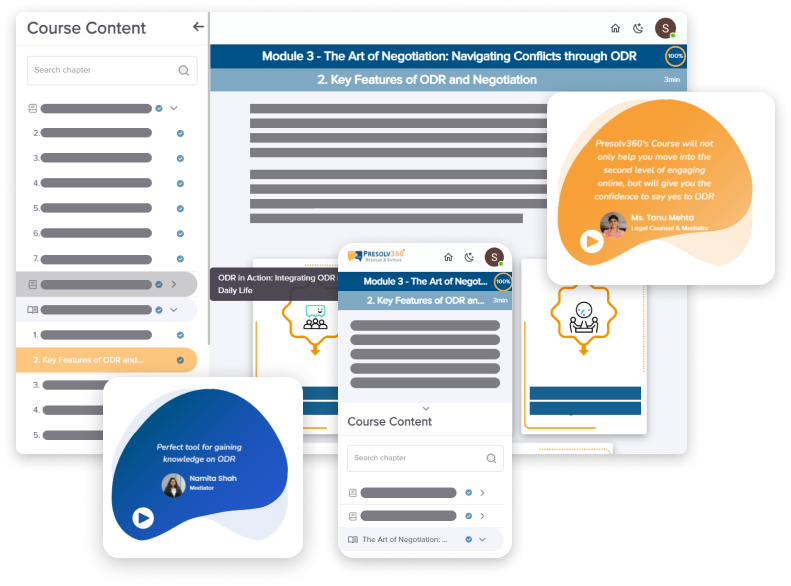 Course Content
Search chapter
2.
3.
4.
5.
6.
7.
1.
2. Key Features of ODR and...
3.
4.
5.
S
Module 3 - The Art of Negotiation: Navigating Conflicts through ODR
100%
2. Key Features of ODR and Negotiation
3min
ODR in Action: Integrating ODR
Daily Life
Presolv360's Course will not
only help you move into the
second level of engaging
online, but will give you the
confidence to say yes to ODR
Ms. Tanu Mehta
Legal Counsel & Mediator
PRESOLV360
RESOLVE & EVOLVE
S
Module 3 - The Art of Negot...
100%
2. Key Features of ODR an...
3min
Course Content
Search chapter
The Art of Negotiation: ...
Perfect tool for gaining
knowledge on ODR
Namita Shah
Mediator